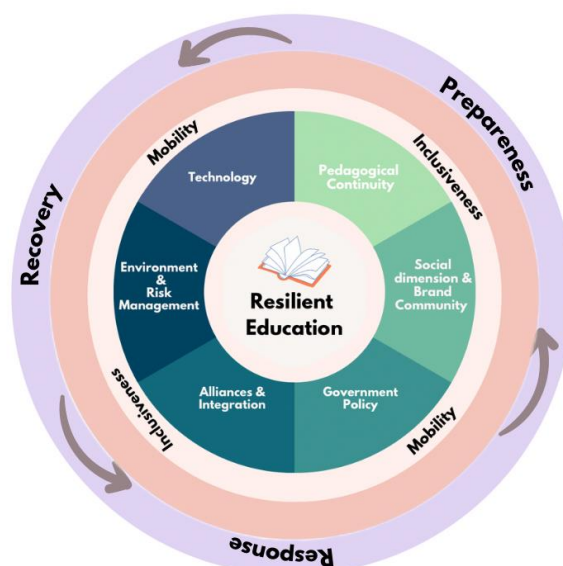 Prepareness
Recovery
Response
Mobility
Inclusiveness
Inclusiveness
Mobility
Technology
Pedagogical
Continuity
Environment
&
Risk
Management
Social
dimension &
Brand
Community
Alliances &
Integration
Government
Policy
Resilient
Education